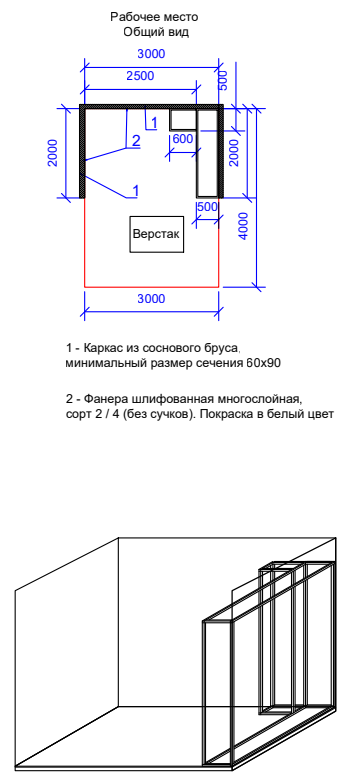 Рабочее место
Общий вид
3000
2500
500
2000
1
2
600
2000
1
500
4000
Верстак
3000
1 - Каркас из соснового бруса,
минимальный размер сечения 60х90
2 - Фанера шлифованная многослойная,
сорт 2 / 4 (без сучков). Покраска в белый цвет